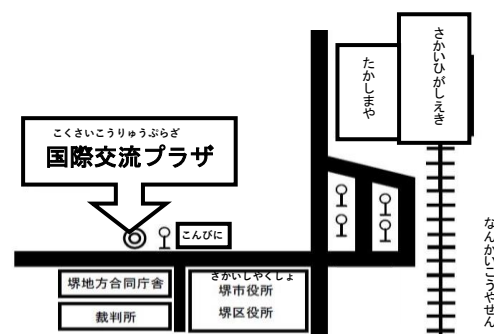 さかいひがしえき
たかしまや
こくさいこうりゅうぷらざ
国際交流プラザ
こんびに
なんかいこうやせん
堺地方合同庁舎
裁判所
さかいしやくしょ
堺市役所
堺区役所